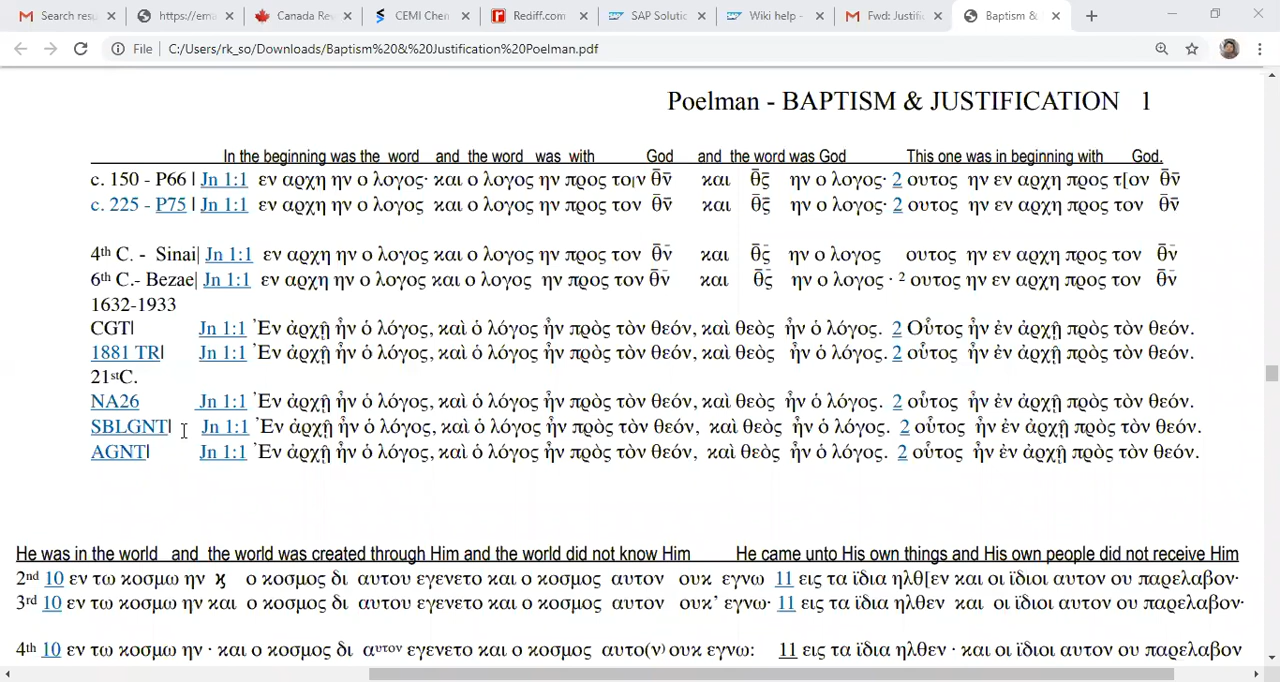 Search resu
https://ema
Canada Re
CEMI Chen
Rediff.com
SAP Solutic
Wiki help -
Fwd: Justifi
Baptism &
File C:/Users/rk_so/Downloads/Baptism%20&%20Justification%20Poelman.pdf
Poelman - BAPTISM & JUSTIFICATION 1
In the beginning was the word and the word was with God and the word was God This one was in beginning with God.
c. 150 - P66 | Jn 1:1 εν αρχη ην ο λογος· και ο λογος ην προς το|ν θ̅ν̅ και θ̅ς̅ ην ο λογος· 2 ουτος ην εν αρχη προς τ[ον θ̅ν̅
c. 225 - P75 | Jn 1:1 εν αρχη ην ο λογος· και ο λογος ην προς τον θ̅ν̅ και θ̅ς̅ ην ο λογος· 2 ουτος ην εν αρχη προς τον θ̅ν̅
4th C. - Sinai| Jn 1:1 εν αρχη ην ο λογος και ο λογος ην προς τον θ̅ν̅ και θ̅ς̅ ην ο λογος ουτος ην εν αρχη προς τον θ̅ν̅
6th C.- Bezae| Jn 1:1 εν αρχη ην ο λογος και ο λογος ην προς τον θ̅ν̅ και θ̅ς̅ ην ο λογος · 2 ουτος ην εν αρχη προς τον θ̅ν̅
1632-1933
CGT| Jn 1:1 Ἐν ἀρχῇ ἦν ὁ λόγος, καὶ ὁ λόγος ἦν πρὸς τὸν θεόν, καὶ θεὸς ἦν ὁ λόγος. 2 Οὗτος ἦν ἐν ἀρχῇ πρὸς τὸν θεόν.
1881 TR| Jn 1:1 Ἐν ἀρχῇ ἦν ὁ λόγος, καὶ ὁ λόγος ἦν πρὸς τὸν θεόν, καὶ θεὸς ἦν ὁ λόγος. 2 οὗτος ἦν ἐν ἀρχῇ πρὸς τὸν θεόν.
21stC.
NA26 Jn 1:1 Ἐν ἀρχῇ ἦν ὁ λόγος, καὶ ὁ λόγος ἦν πρὸς τὸν θεόν, καὶ θεὸς ἦν ὁ λόγος. 2 οὗτος ἦν ἐν ἀρχῇ πρὸς τὸν θεόν.
SBLGNT| Jn 1:1 Ἐν ἀρχῇ ἦν ὁ λόγος, καὶ ὁ λόγος ἦν πρὸς τὸν θεόν, καὶ θεὸς ἦν ὁ λόγος. 2 οὗτος ἦν ἐν ἀρχῇ πρὸς τὸν θεόν.
AGNT| Jn 1:1 Ἐν ἀρχῇ ἦν ὁ λόγος, καὶ ὁ λόγος ἦν πρὸς τὸν θεόν, καὶ θεὸς ἦν ὁ λόγος. 2 οὗτος ἦν ἐν ἀρχῇ πρὸς τὸν θεόν.
He was in the world and the world was created through Him and the world did not know Him He came unto His own things and His own people did not receive Him
2nd 10 εν τω κοσμω ην ϗ ο κοσμος δι αυτου εγενετο και ο κοσμος αυτον ουκ εγνω 11 εις τα ϊδια ηλθ[εν και οι ϊδιοι αυτον ου παρελαβον·
3rd 10 εν τω κοσμω ην και ο κοσμος δι αυτου εγενετο και ο κοσμος αυτον ουκ’ εγνω· 11 εις τα ϊδια ηλθεν και οι ϊδιοι αυτον ου παρελαβον·
4th 10 εν τω κοσμω ην · και ο κοσμος δι αυτον εγενετο και ο κοσμος αυτο(ν) ουκ εγνω: 11 εις τα ϊδια ηλθεν · και οι ϊδιοι αυτον ου παρελαβον